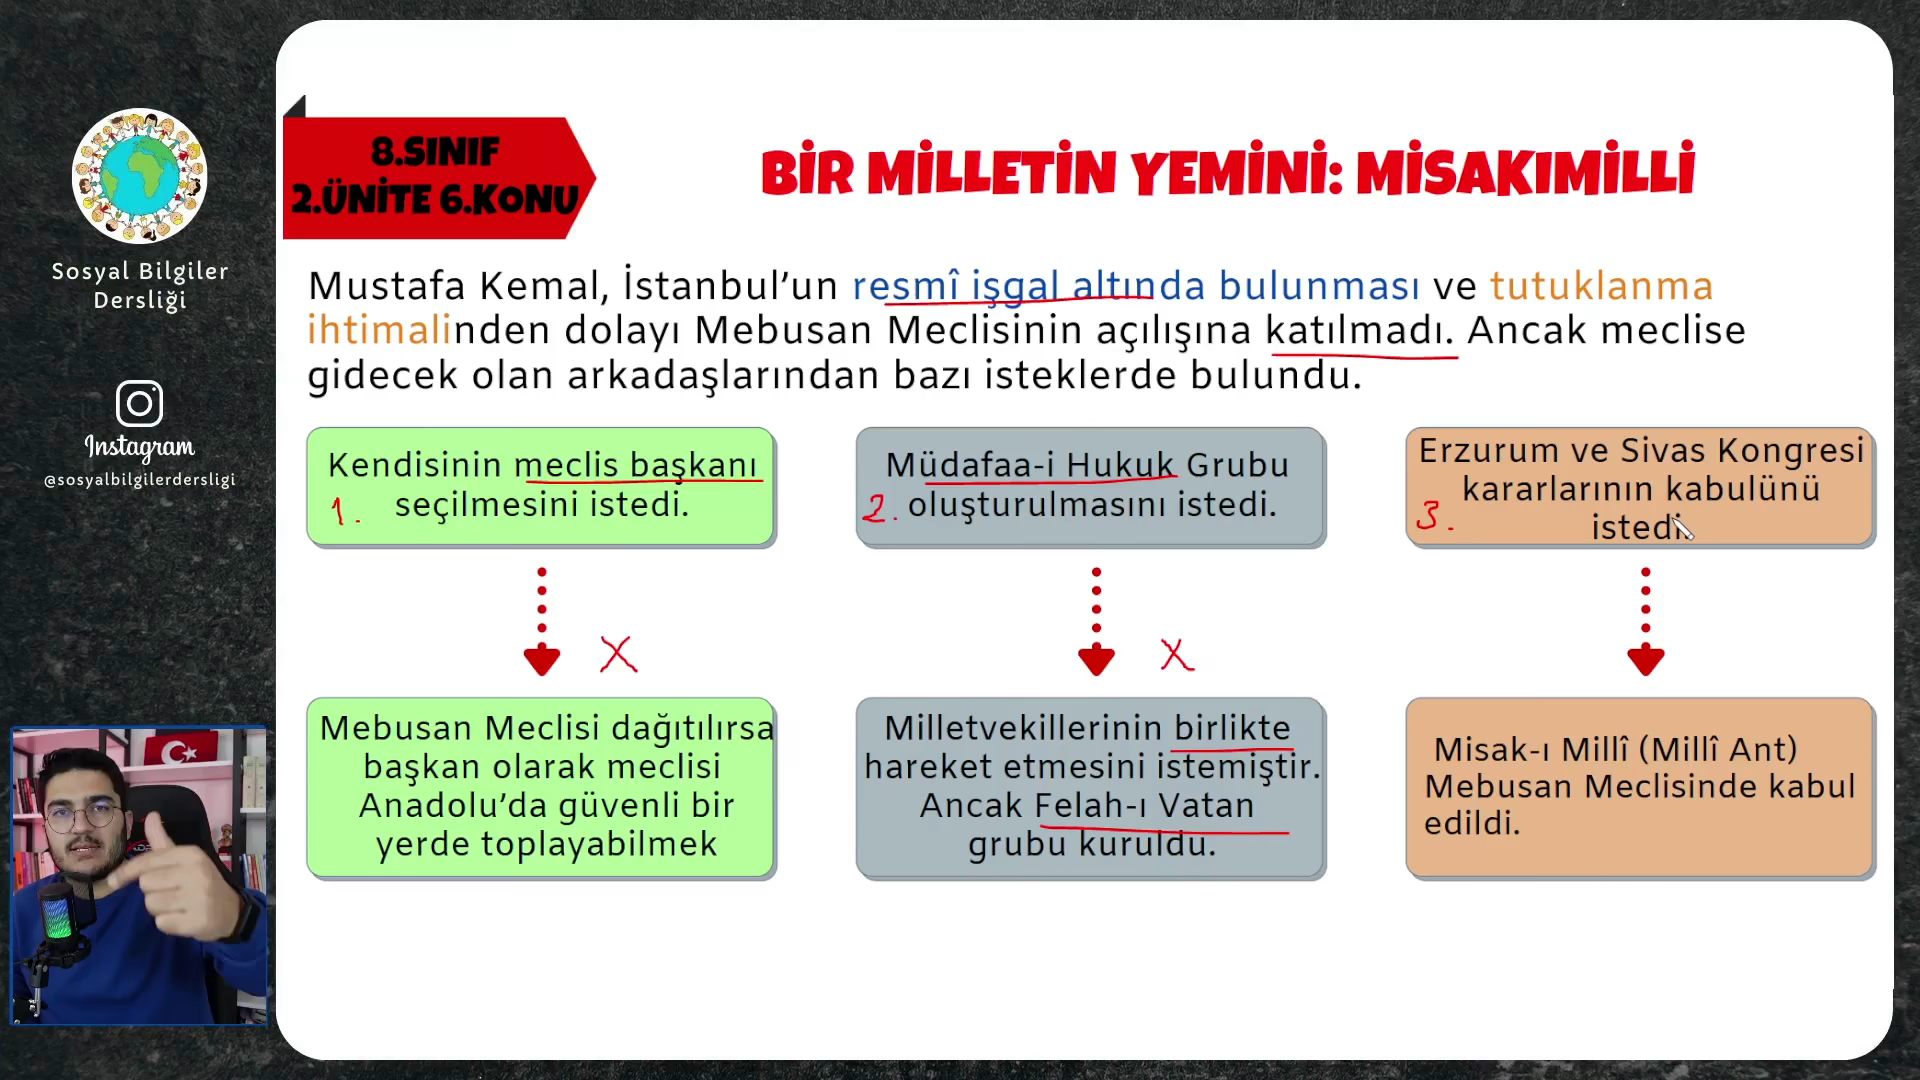 8.SINIF
2.ÜNİTE 6.KONU
BİR MİLLETİN YEMİNİ: MİSAKIMİLLİ
Sosyal Bilgiler
Dersliği
Instagram
@sosyalbilgilerdersligi
Mustafa Kemal, İstanbul’un resmî işgal altında bulunması ve tutuklanma
ihtimalinden dolayı Mebusan Meclisinin açılışına katılmadı. Ancak meclise
gidecek olan arkadaşlarından bazı isteklerde bulundu.
Kendisinin meclis başkanı
seçilmesini istedi.
1.
Müdafaa-i Hukuk Grubu
oluşturulmasını istedi.
2.
Erzurum ve Sivas Kongresi
kararlarının kabulünü
istedi.
3.
X
X
Mebusan Meclisi dağıtılırsa
başkan olarak meclisi
Anadolu’da güvenli bir
yerde toplayabilmek
Milletvekillerinin birlikte
hareket etmesini istemiştir.
Ancak Felah-ı Vatan
grubu kuruldu.
Misak-ı Millî (Millî Ant)
Mebusan Meclisinde kabul
edildi.